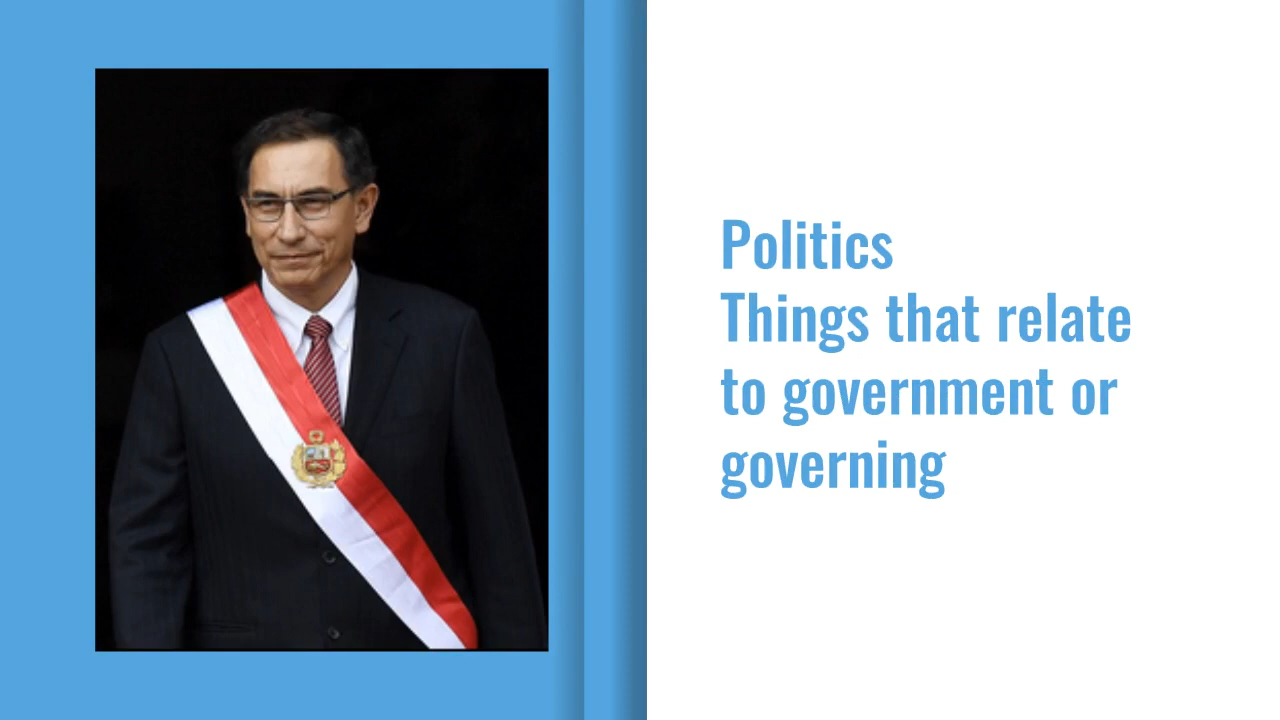 Politics
Things that relate
to government or
governing